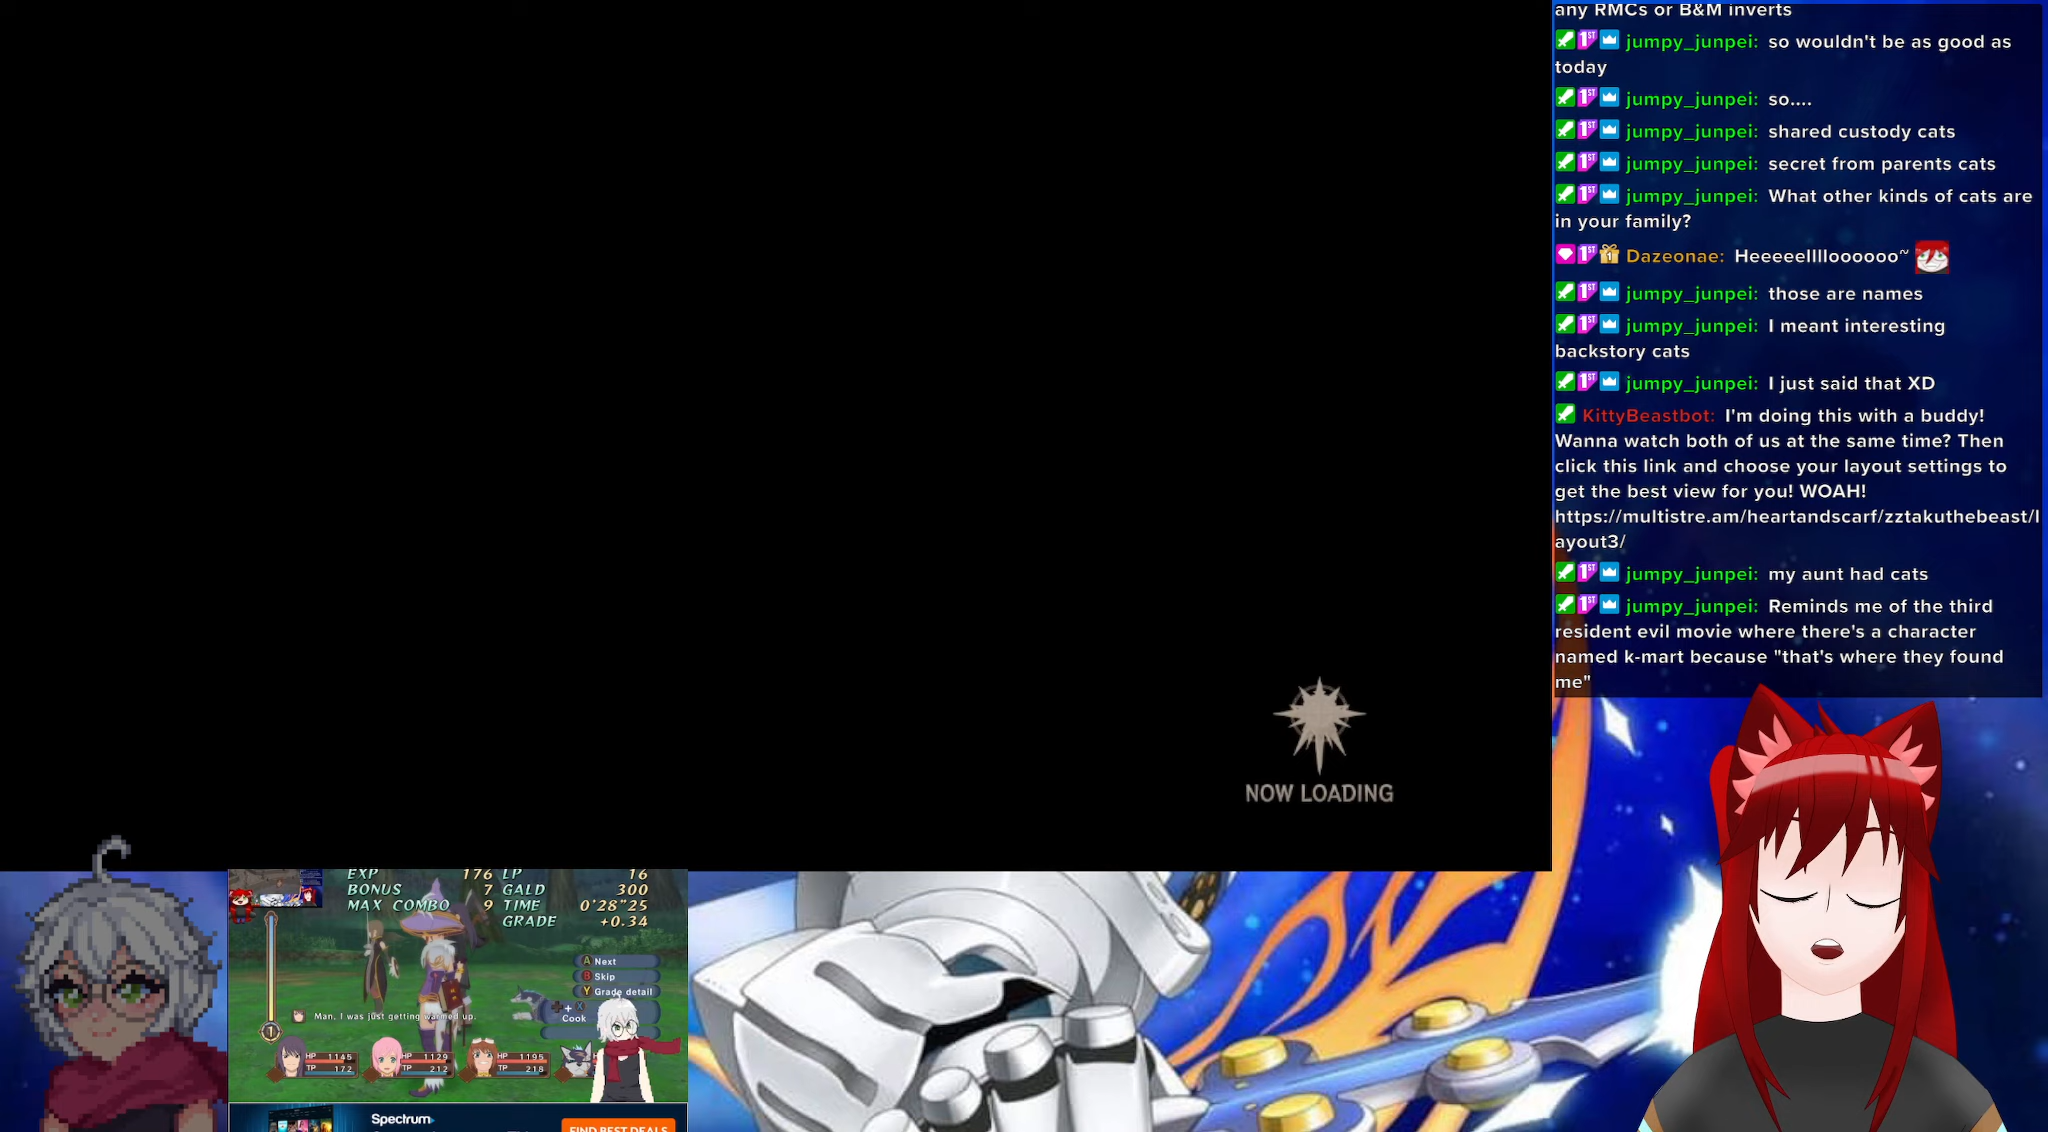 any RMCs or B&M inverts
jumpy_junpei: so wouldn't be as good as
today
jumpy_junpei: so....
jumpy_junpei: shared custody cats
jumpy_junpei: secret from parents cats
jumpy_junpei: What other kinds of cats are
in your family?
Dazeonae: Heeeeelllloooooo~
jumpy_junpei: those are names
jumpy_junpei: I meant interesting
backstory cats
jumpy_junpei: I just said that XD
KittyBeastbot: I'm doing this with a buddy!
Wanna watch both of us at the same time? Then
click this link and choose your layout settings to
get the best view for you! WOAH!
https://multistre.am/heartandscarf/zztakuthebeast/l
ayout3/
jumpy_junpei: my aunt had cats
jumpy_junpei: Reminds me of the third
resident evil movie where there's a character
named k-mart because "that's where they found
me"
NOW LOADING
EXP 176 LP 16
BONUS 7 GALD 300
MAX COMBO 9 TIME 0'28"25
GRADE +0.34
A Next
B Skip
Y Grade detail
+ X
Cook
Man, I was just getting warmed up.
1
HP 1145
TP 172
HP 1129
TP 212
HP 1195
TP 218
Spectrum
FIND BEST DEALS